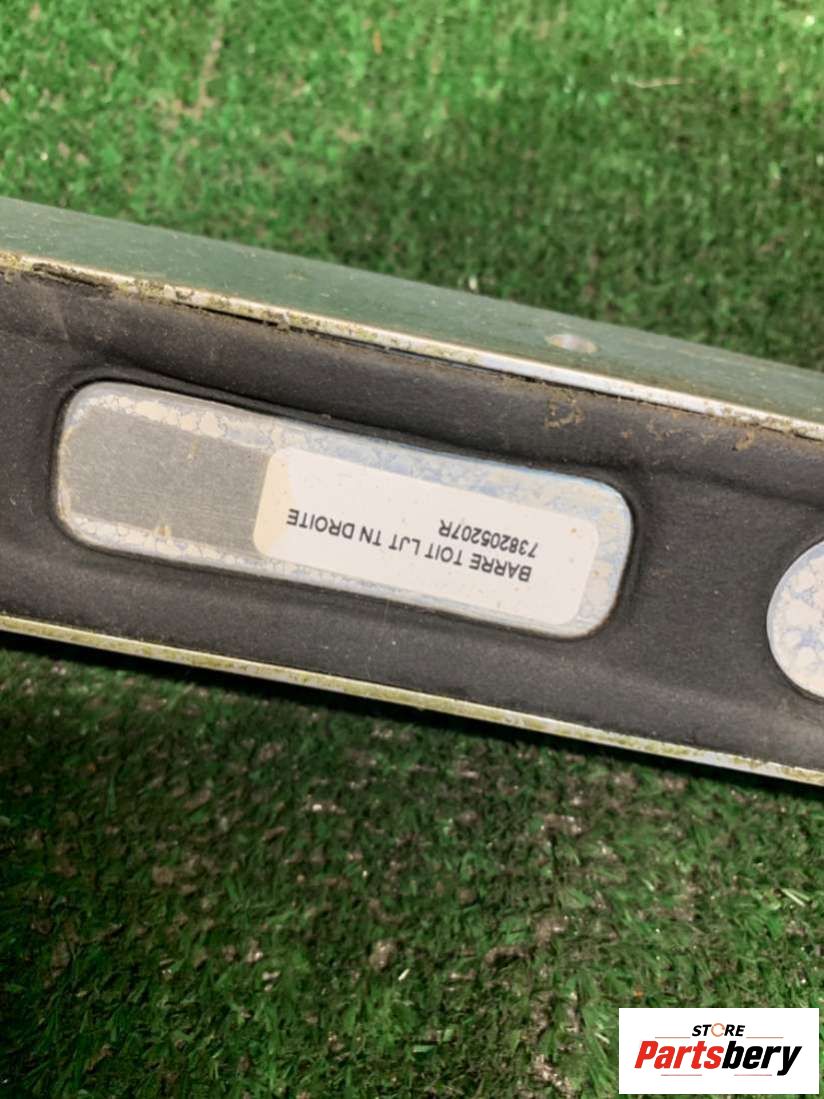 BARRE TOIT LJT TN DROITE
738205207R
STORE
Partsbery